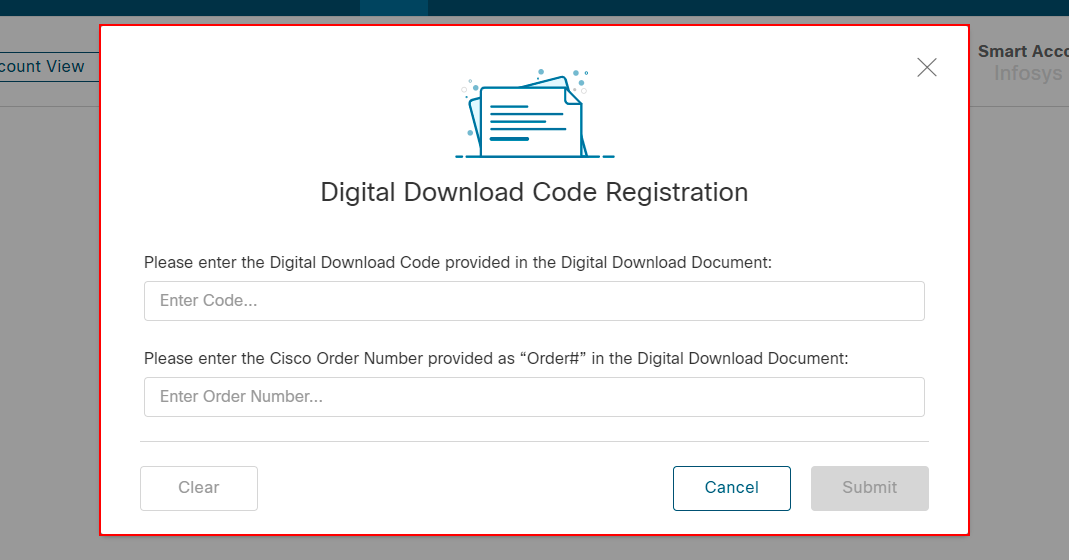 count View
Smart Acco
Infosys
Digital Download Code Registration
Please enter the Digital Download Code provided in the Digital Download Document:
Enter Code...
Please enter the Cisco Order Number provided as “Order#” in the Digital Download Document:
Enter Order Number...
Clear
Cancel
Submit